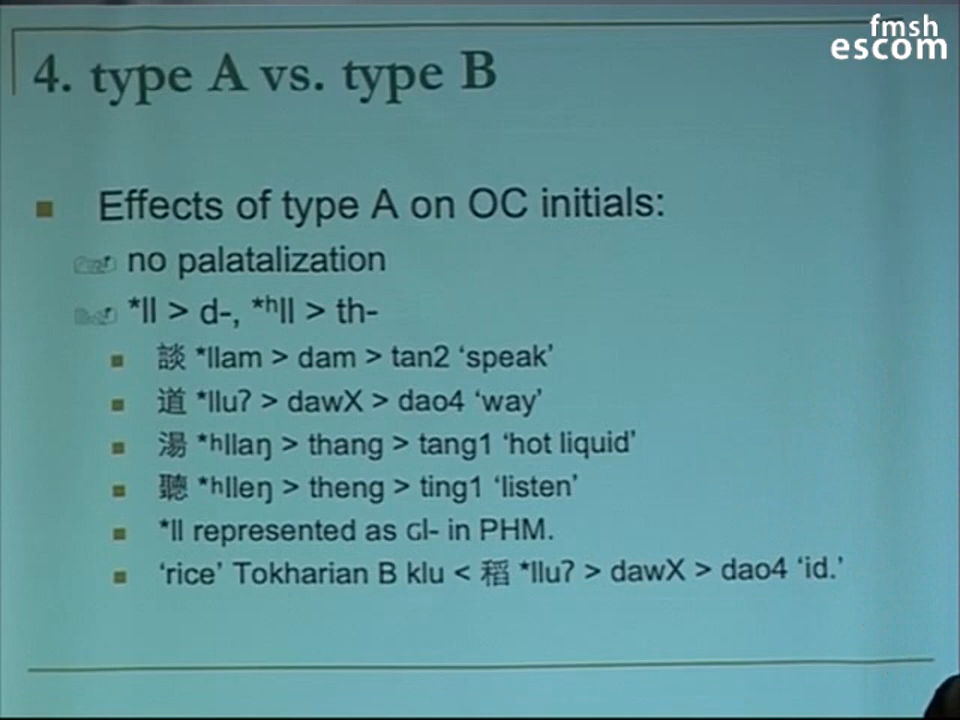 fmsh
escom
4. type A vs. type B
Effects of type A on OC initials:
no palatalization
*ll > d-, *ʰll > th-
談 *llam > dam > tan2 ‘speak’
道 *lluʔ > dawX > dao4 ‘way’
湯 *ʰllaŋ > thang > tang1 ‘hot liquid’
聽 *ʰlleŋ > theng > ting1 ‘listen’
*ll represented as ɢl- in PHM.
‘rice’ Tokharian B klu < 稻 *lluʔ > dawX > dao4 ‘id.’